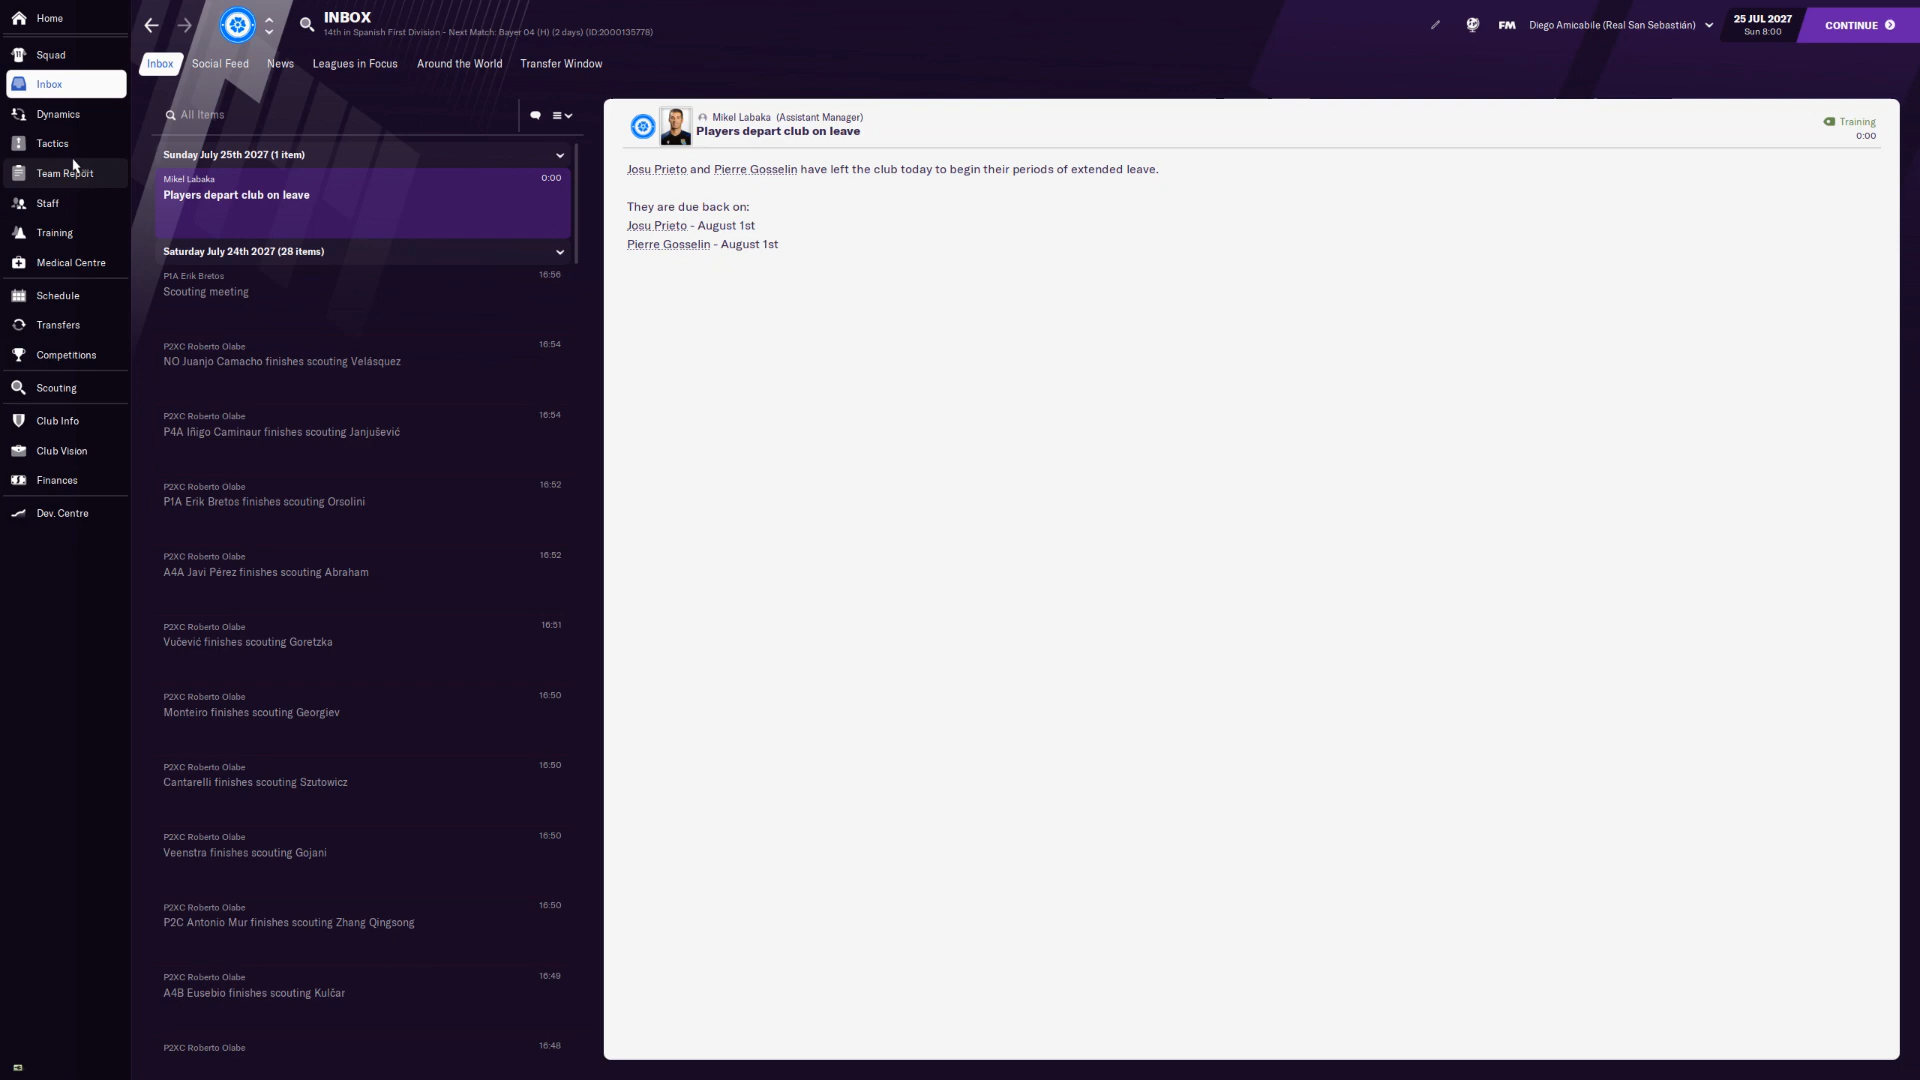 Home
Squad
Inbox
Dynamics
Tactics
Team Report
Staff
Training
Medical Centre
Schedule
Transfers
Competitions
Scouting
Club Info
Club Vision
Finances
Dev. Centre
INBOX
14th in Spanish First Division - Next Match: Bayer 04 (H) (2 days) (ID:2000135778)
FM
Diego Amicabile (Real San Sebastián)
25 JUL 2027
Sun 8:00
CONTINUE
Inbox Social Feed News Leagues in Focus Around the World Transfer Window
All Items
Sunday July 25th 2027 (1 item)
Mikel Labaka 0:00
Players depart club on leave
Saturday July 24th 2027 (28 items)
P1A Erik Bretos 16:56
Scouting meeting
P2XC Roberto Olabe 16:54
NO Juanjo Camacho finishes scouting Velásquez
P2XC Roberto Olabe 16:54
P4A Iñigo Caminaur finishes scouting Janjušević
P2XC Roberto Olabe 16:52
P1A Erik Bretos finishes scouting Orsolini
P2XC Roberto Olabe 16:52
A4A Javi Pérez finishes scouting Abraham
P2XC Roberto Olabe 16:51
Vučević finishes scouting Goretzka
P2XC Roberto Olabe 16:50
Monteiro finishes scouting Georgiev
P2XC Roberto Olabe 16:50
Cantarelli finishes scouting Szutowicz
P2XC Roberto Olabe 16:50
Veenstra finishes scouting Gojani
P2XC Roberto Olabe 16:50
P2C Antonio Mur finishes scouting Zhang Qingsong
P2XC Roberto Olabe 16:49
A4B Eusebio finishes scouting Kulčar
P2XC Roberto Olabe 16:48
Mikel Labaka (Assistant Manager)
Players depart club on leave
Training
0:00
Josu Prieto and Pierre Gosselin have left the club today to begin their periods of extended leave.
They are due back on:
Josu Prieto - August 1st
Pierre Gosselin - August 1st